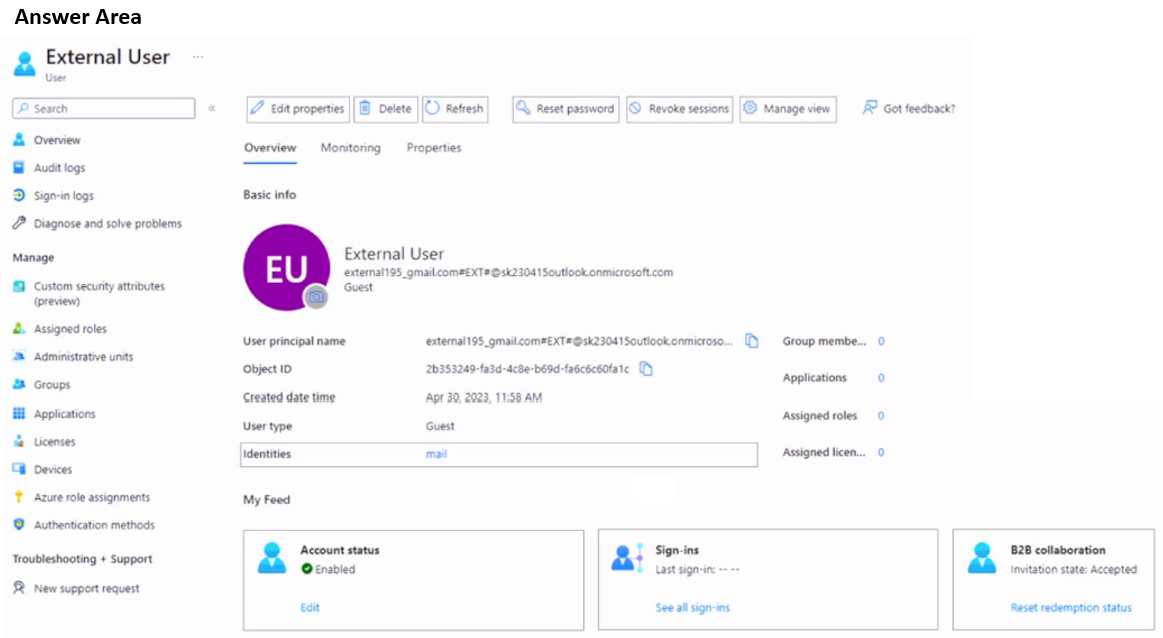 Answer Area
External User ...
User
Search «
Edit properties Delete Refresh Reset password Revoke sessions Manage view Got feedback?
Overview
Audit logs
Sign-in logs
Diagnose and solve problems
Manage
Custom security attributes
(preview)
Assigned roles
Administrative units
Groups
Applications
Licenses
Devices
Azure role assignments
Authentication methods
Troubleshooting + Support
New support request
Overview Monitoring Properties
Basic info
EU
External User
external195_gmail.com#EXT#@sk230415outlook.onmicrosoft.com
Guest
User principal name external195_gmail.com#EXT#@sk230415outlook.onmicroso...
Object ID 2b353249-fa3d-4c8e-b69d-fa6c6c60fa1c
Created date time Apr 30, 2023, 11:58 AM
User type Guest
Identities mail
Group membe... 0
Applications 0
Assigned roles 0
Assigned licen... 0
My Feed
Account status
Enabled
Edit
Sign-ins
Last sign-in: -- --
See all sign-ins
B2B collaboration
Invitation state: Accepted
Reset redemption status